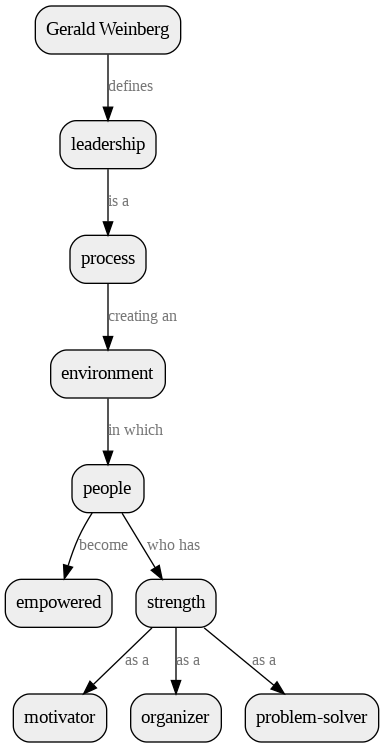 Gerald Weinberg
defines
leadership
is a
process
creating an
environment
in which
people
become who has
empowered strength
as a as a as a
motivator organizer problem-solver